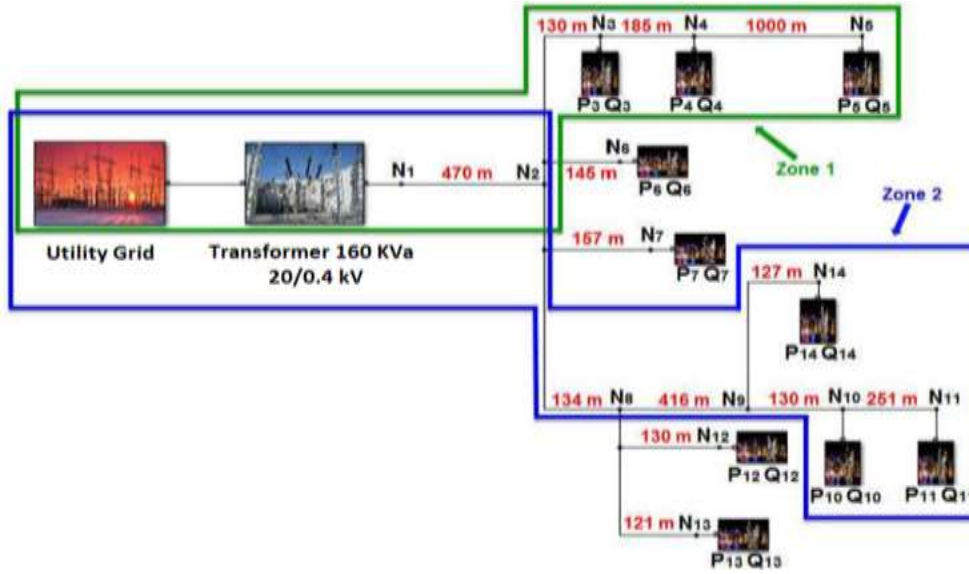 130 m N3 185 m N4 1000 m N5
P3 Q3 P4 Q4 P5 Q5
Zone 1
N1 470 m N2
145 m N6
P6 Q6
Zone 2
Utility Grid
Transformer 160 KVa
20/0.4 kV
157 m N7
P7 Q7
127 m N14
P14 Q14
134 m N8 416 m N9 130 m N10 251 m N11
130 m N12
P12 Q12
P10 Q10 P11 Q11
121 m N13
P13 Q13